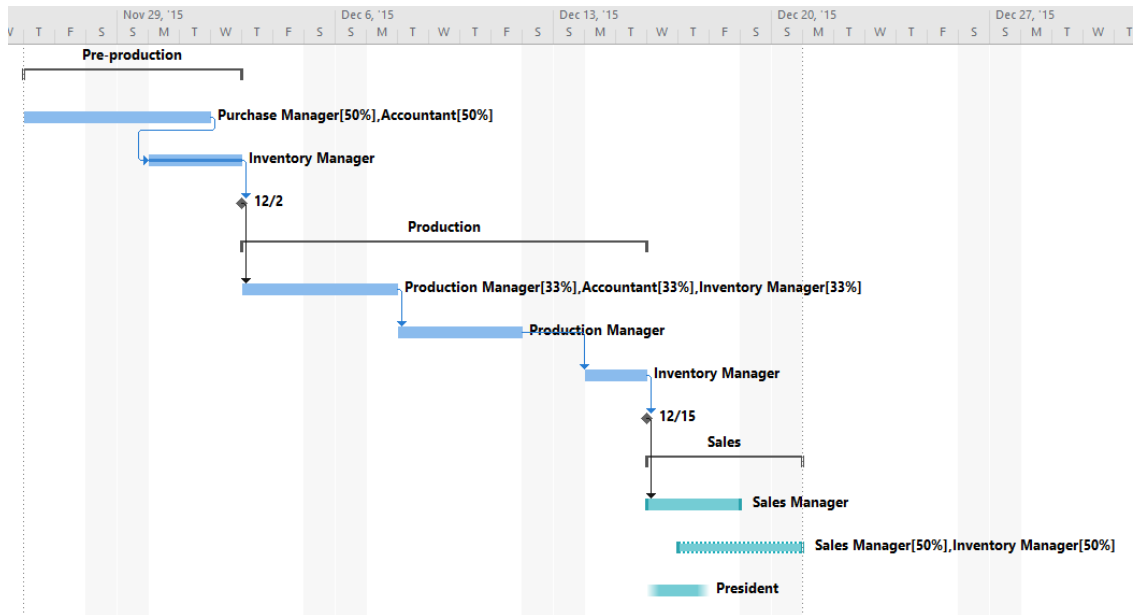 Nov 29, '15 Dec 6, '15 Dec 13, '15 Dec 20, '15 Dec 27, '15
W T F S S M T W T F S S M T W T F S S M T W T F S S M T W T F S S M T W T
Pre-production
Purchase Manager[50%],Accountant[50%]
Inventory Manager
12/2
Production
Production Manager[33%],Accountant[33%],Inventory Manager[33%]
Production Manager
Inventory Manager
12/15
Sales
Sales Manager
Sales Manager[50%],Inventory Manager[50%]
President